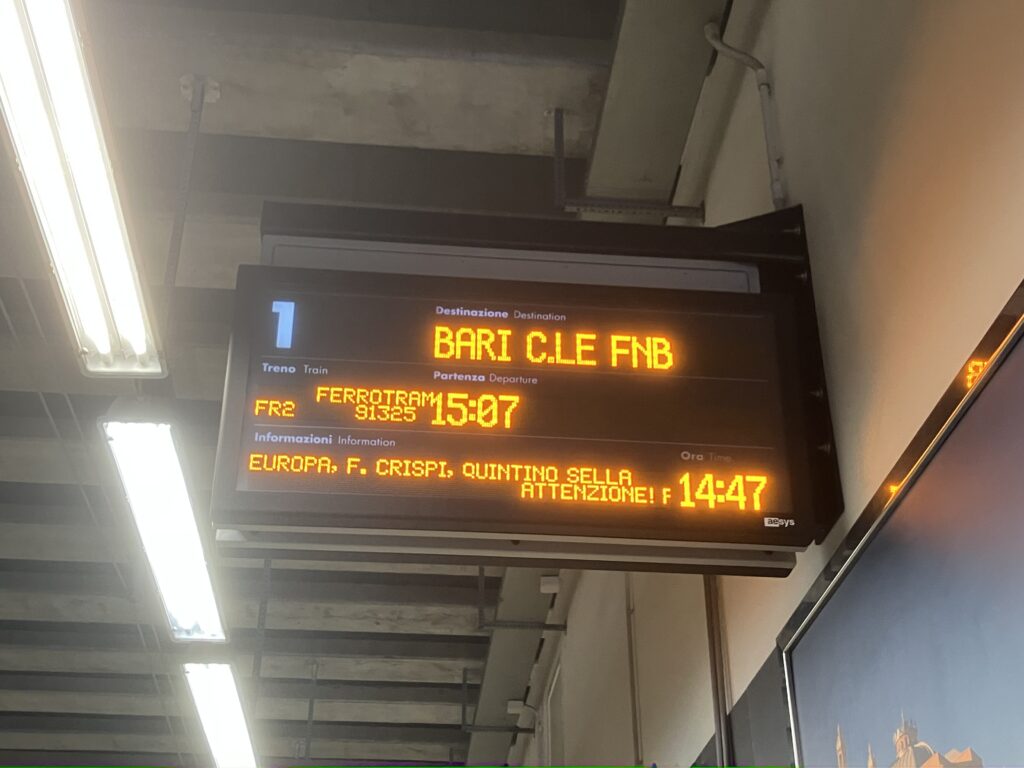 1
Destinazione Destination
BARI C.LE FNB
Treno Train
Partenza Departure
FR2 FERROTRAM 91325 15:07
Informazioni Information
Ora Time
EUROPA, F. CRISPI, QUINTINO SELLA
ATTENZIONE!
14:47
aesys